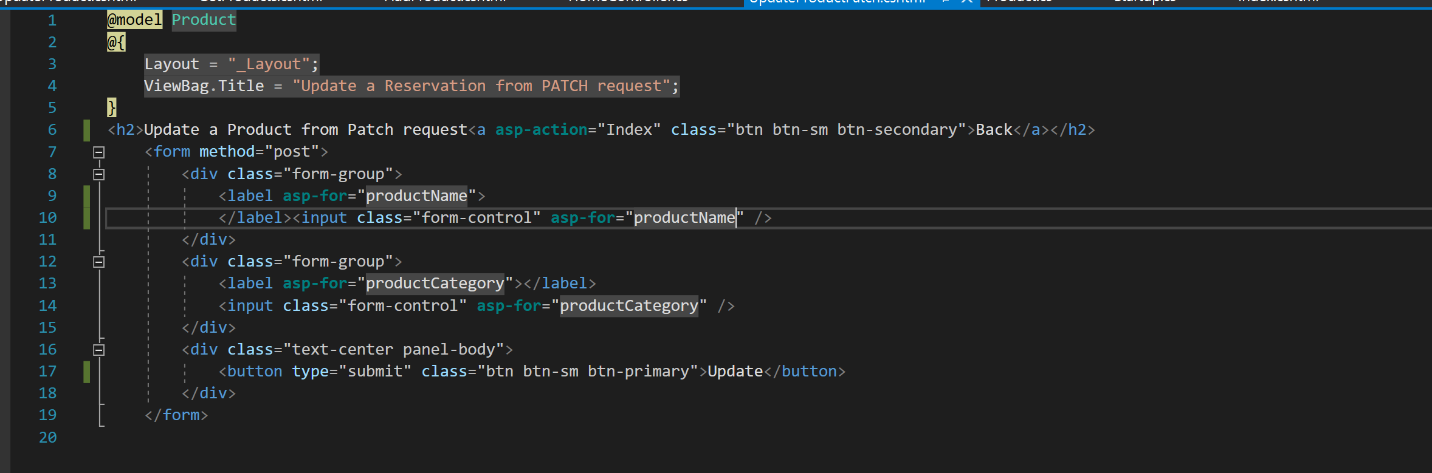 UpdateProductPatch.cshtml
1 @model Product
2 @{
3 Layout = "_Layout";
4 ViewBag.Title = "Update a Reservation from PATCH request";
5 }
6 <h2>Update a Product from Patch request<a asp-action="Index" class="btn btn-sm btn-secondary">Back</a></h2>
7 <form method="post">
8 <div class="form-group">
9 <label asp-for="productName">
10 </label><input class="form-control" asp-for="productName" />
11 </div>
12 <div class="form-group">
13 <label asp-for="productCategory"></label>
14 <input class="form-control" asp-for="productCategory" />
15 </div>
16 <div class="text-center panel-body">
17 <button type="submit" class="btn btn-sm btn-primary">Update</button>
18 </div>
19 </form>
20